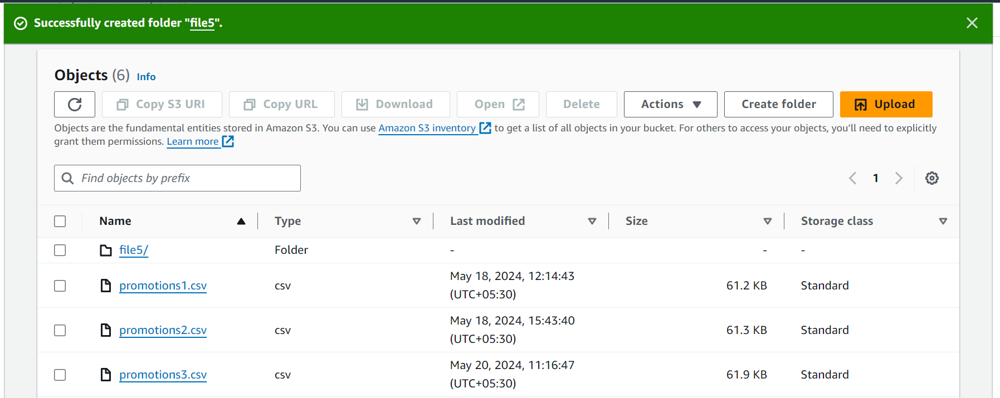 Successfully created folder "file5".
Objects (6) Info
Copy S3 URI Copy URL Download Open Delete Actions Create folder Upload
Objects are the fundamental entities stored in Amazon S3. You can use Amazon S3 inventory to get a list of all objects in your bucket. For others to access your objects, you’ll need to explicitly
grant them permissions. Learn more
Find objects by prefix
1
Name Type Last modified Size Storage class
file5/ Folder - - -
May 18, 2024, 12:14:43
promotions1.csv csv 61.2 KB Standard
(UTC+05:30)
May 18, 2024, 15:43:40
promotions2.csv csv 61.3 KB Standard
(UTC+05:30)
May 20, 2024, 11:16:47
promotions3.csv csv 61.9 KB Standard
(UTC+05:30)